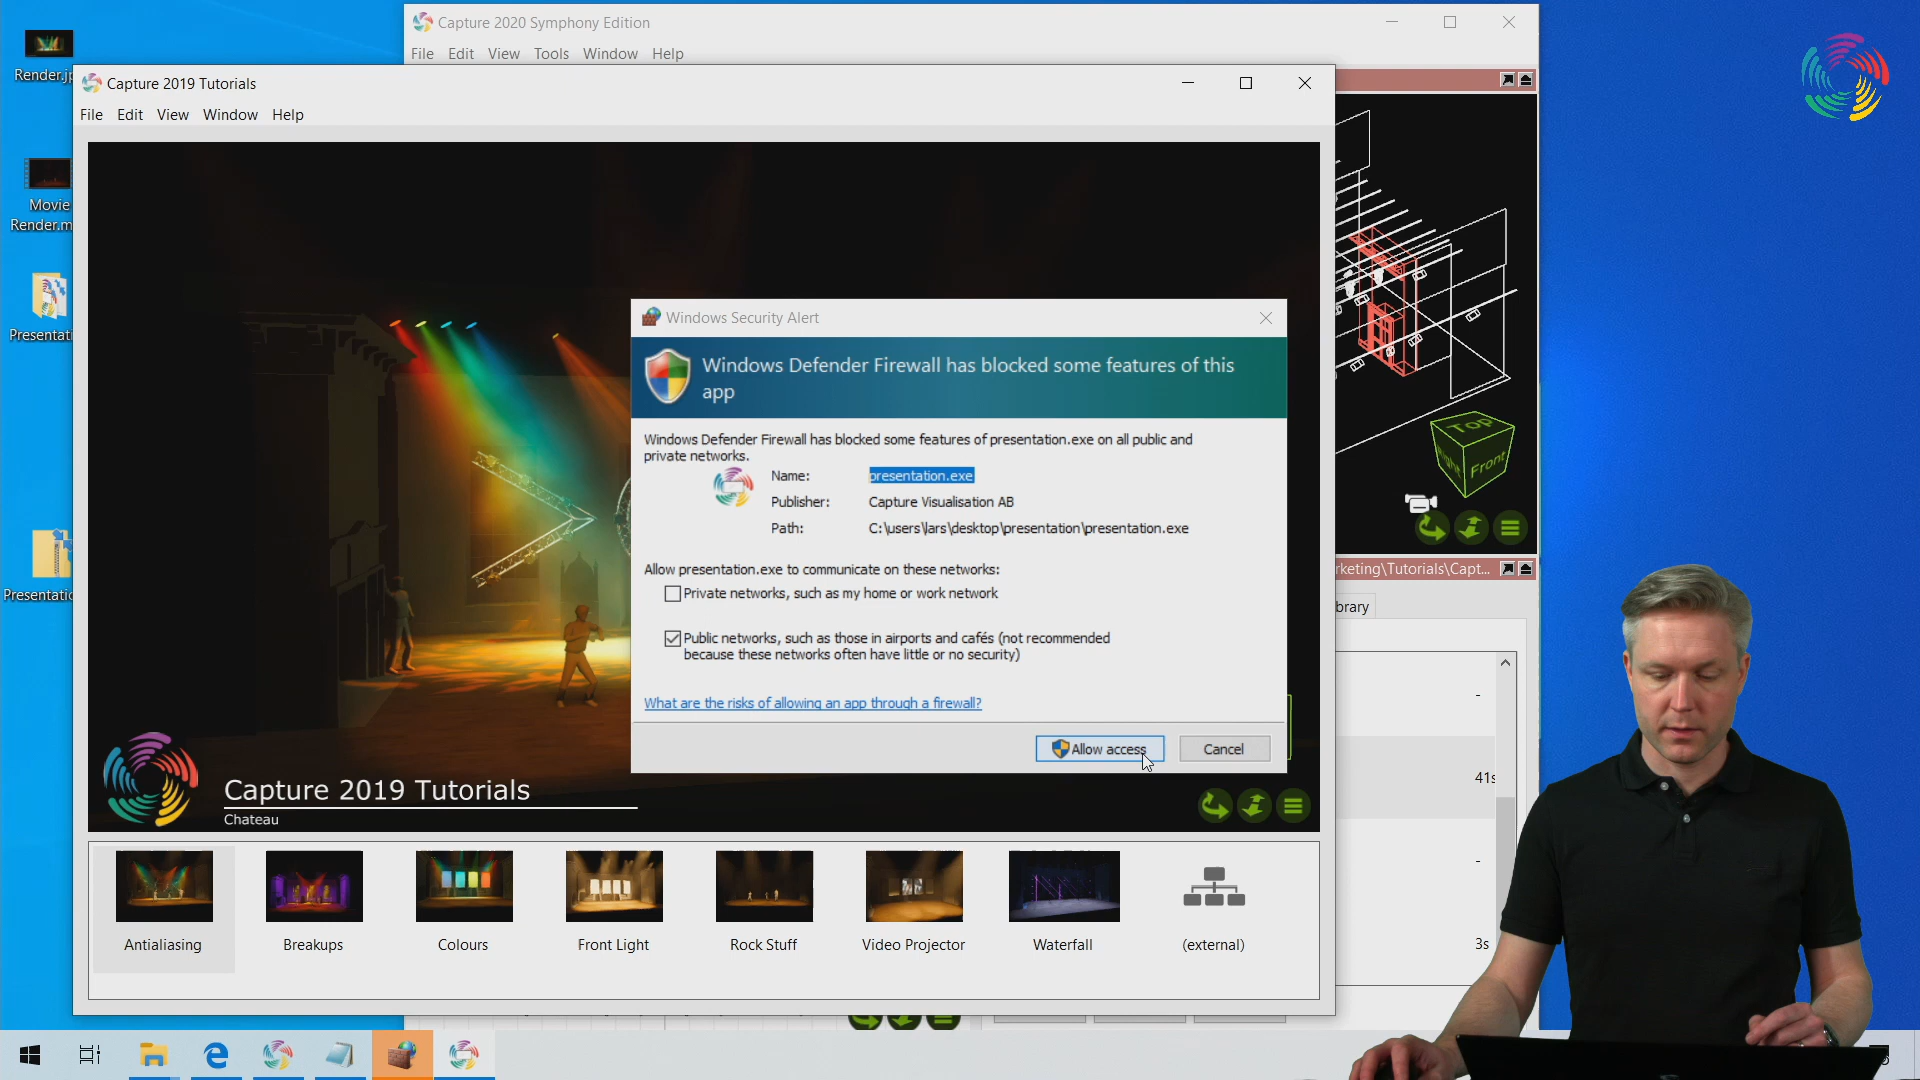 Capture 2020 Symphony Edition
File Edit View Tools Window Help
Render.jp
Capture 2019 Tutorials
File Edit View Window Help
Movie
Render.m
Presentati
Presentatio
Windows Security Alert
Windows Defender Firewall has blocked some features of this
app
Windows Defender Firewall has blocked some features of presentation.exe on all public and
private networks.
Name: presentation.exe
Publisher: Capture Visualisation AB
Path: C:\users\lars\desktop\presentation\presentation.exe
Allow presentation.exe to communicate on these networks:
Private networks, such as my home or work network
Public networks, such as those in airports and cafés (not recommended
because these networks often have little or no security)
What are the risks of allowing an app through a firewall?
Allow access Cancel
Top
Right Front
rketing\Tutorials\Capt...
brary
-
41s
-
3s
Capture 2019 Tutorials
Chateau
Antialiasing Breakups Colours Front Light Rock Stuff Video Projector Waterfall (external)